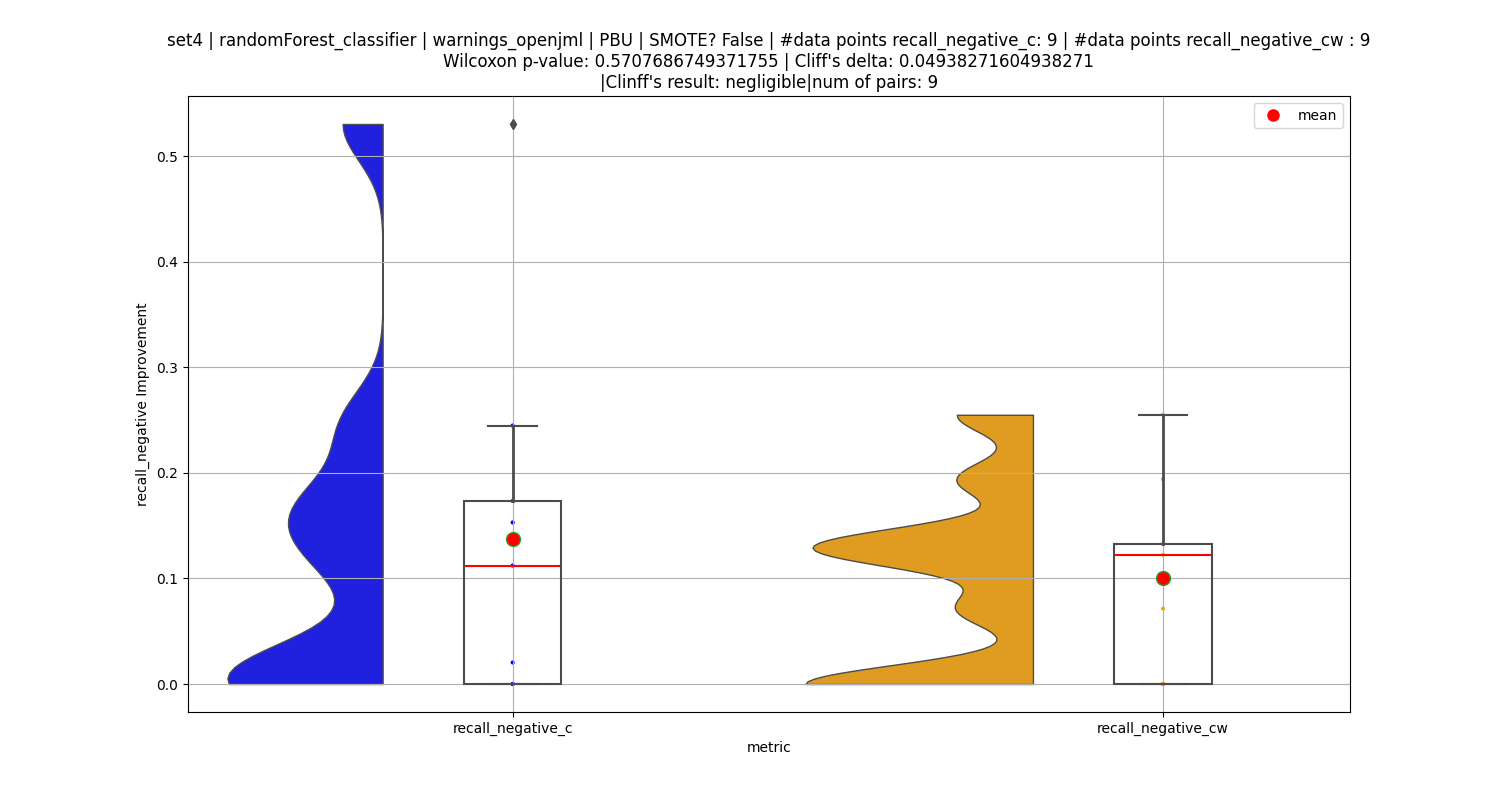 set4 | randomForest_classifier | warnings_openjml | PBU | SMOTE? False | #data points recall_negative_c: 9 | #data points recall_negative_cw : 9
Wilcoxon p-value: 0.5707686749371755 | Cliff's delta: 0.04938271604938271
|Clinff's result: negligible|num of pairs: 9
mean
0.5
0.4
0.3
0.2
0.1
0.0
recall_negative Improvement
recall_negative_c
recall_negative_cw
metric